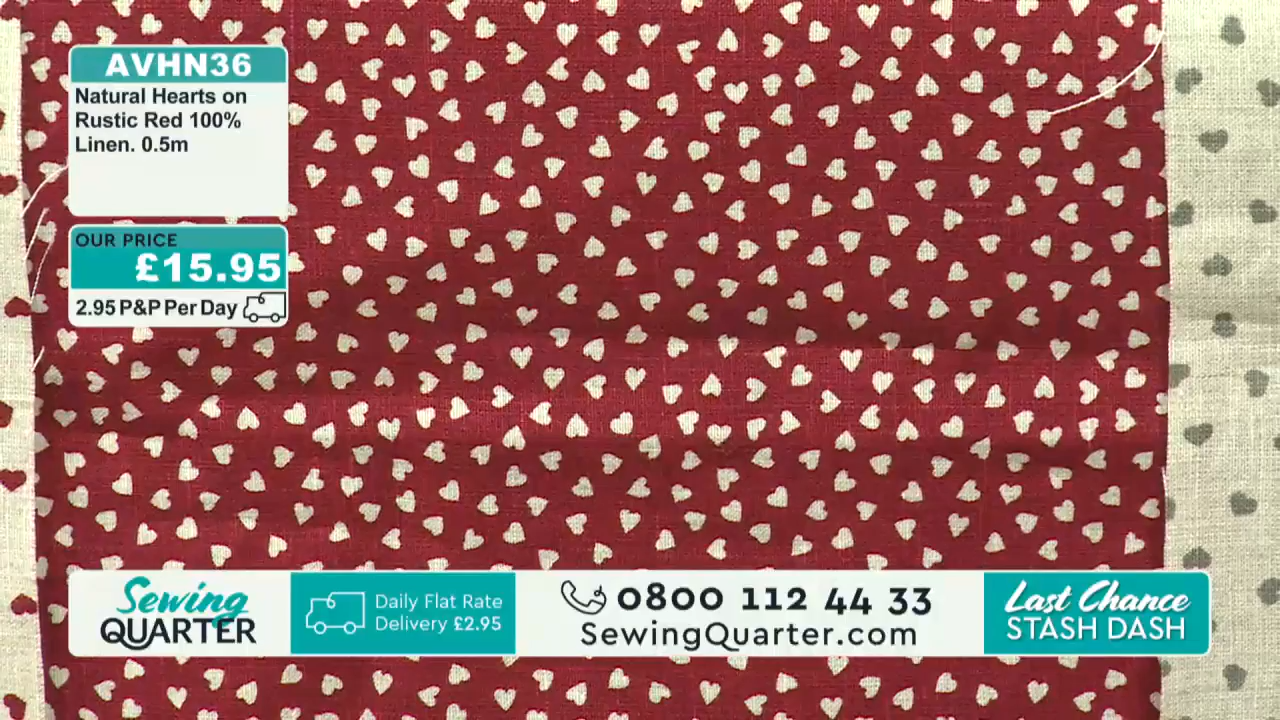 AVHN36
Natural Hearts on
Rustic Red 100%
Linen. 0.5m
OUR PRICE
£15.95
2.95 P&P Per Day
Sewing
QUARTER
Daily Flat Rate
Delivery £2.95
0800 112 44 33
SewingQuarter.com
Last Chance
STASH DASH